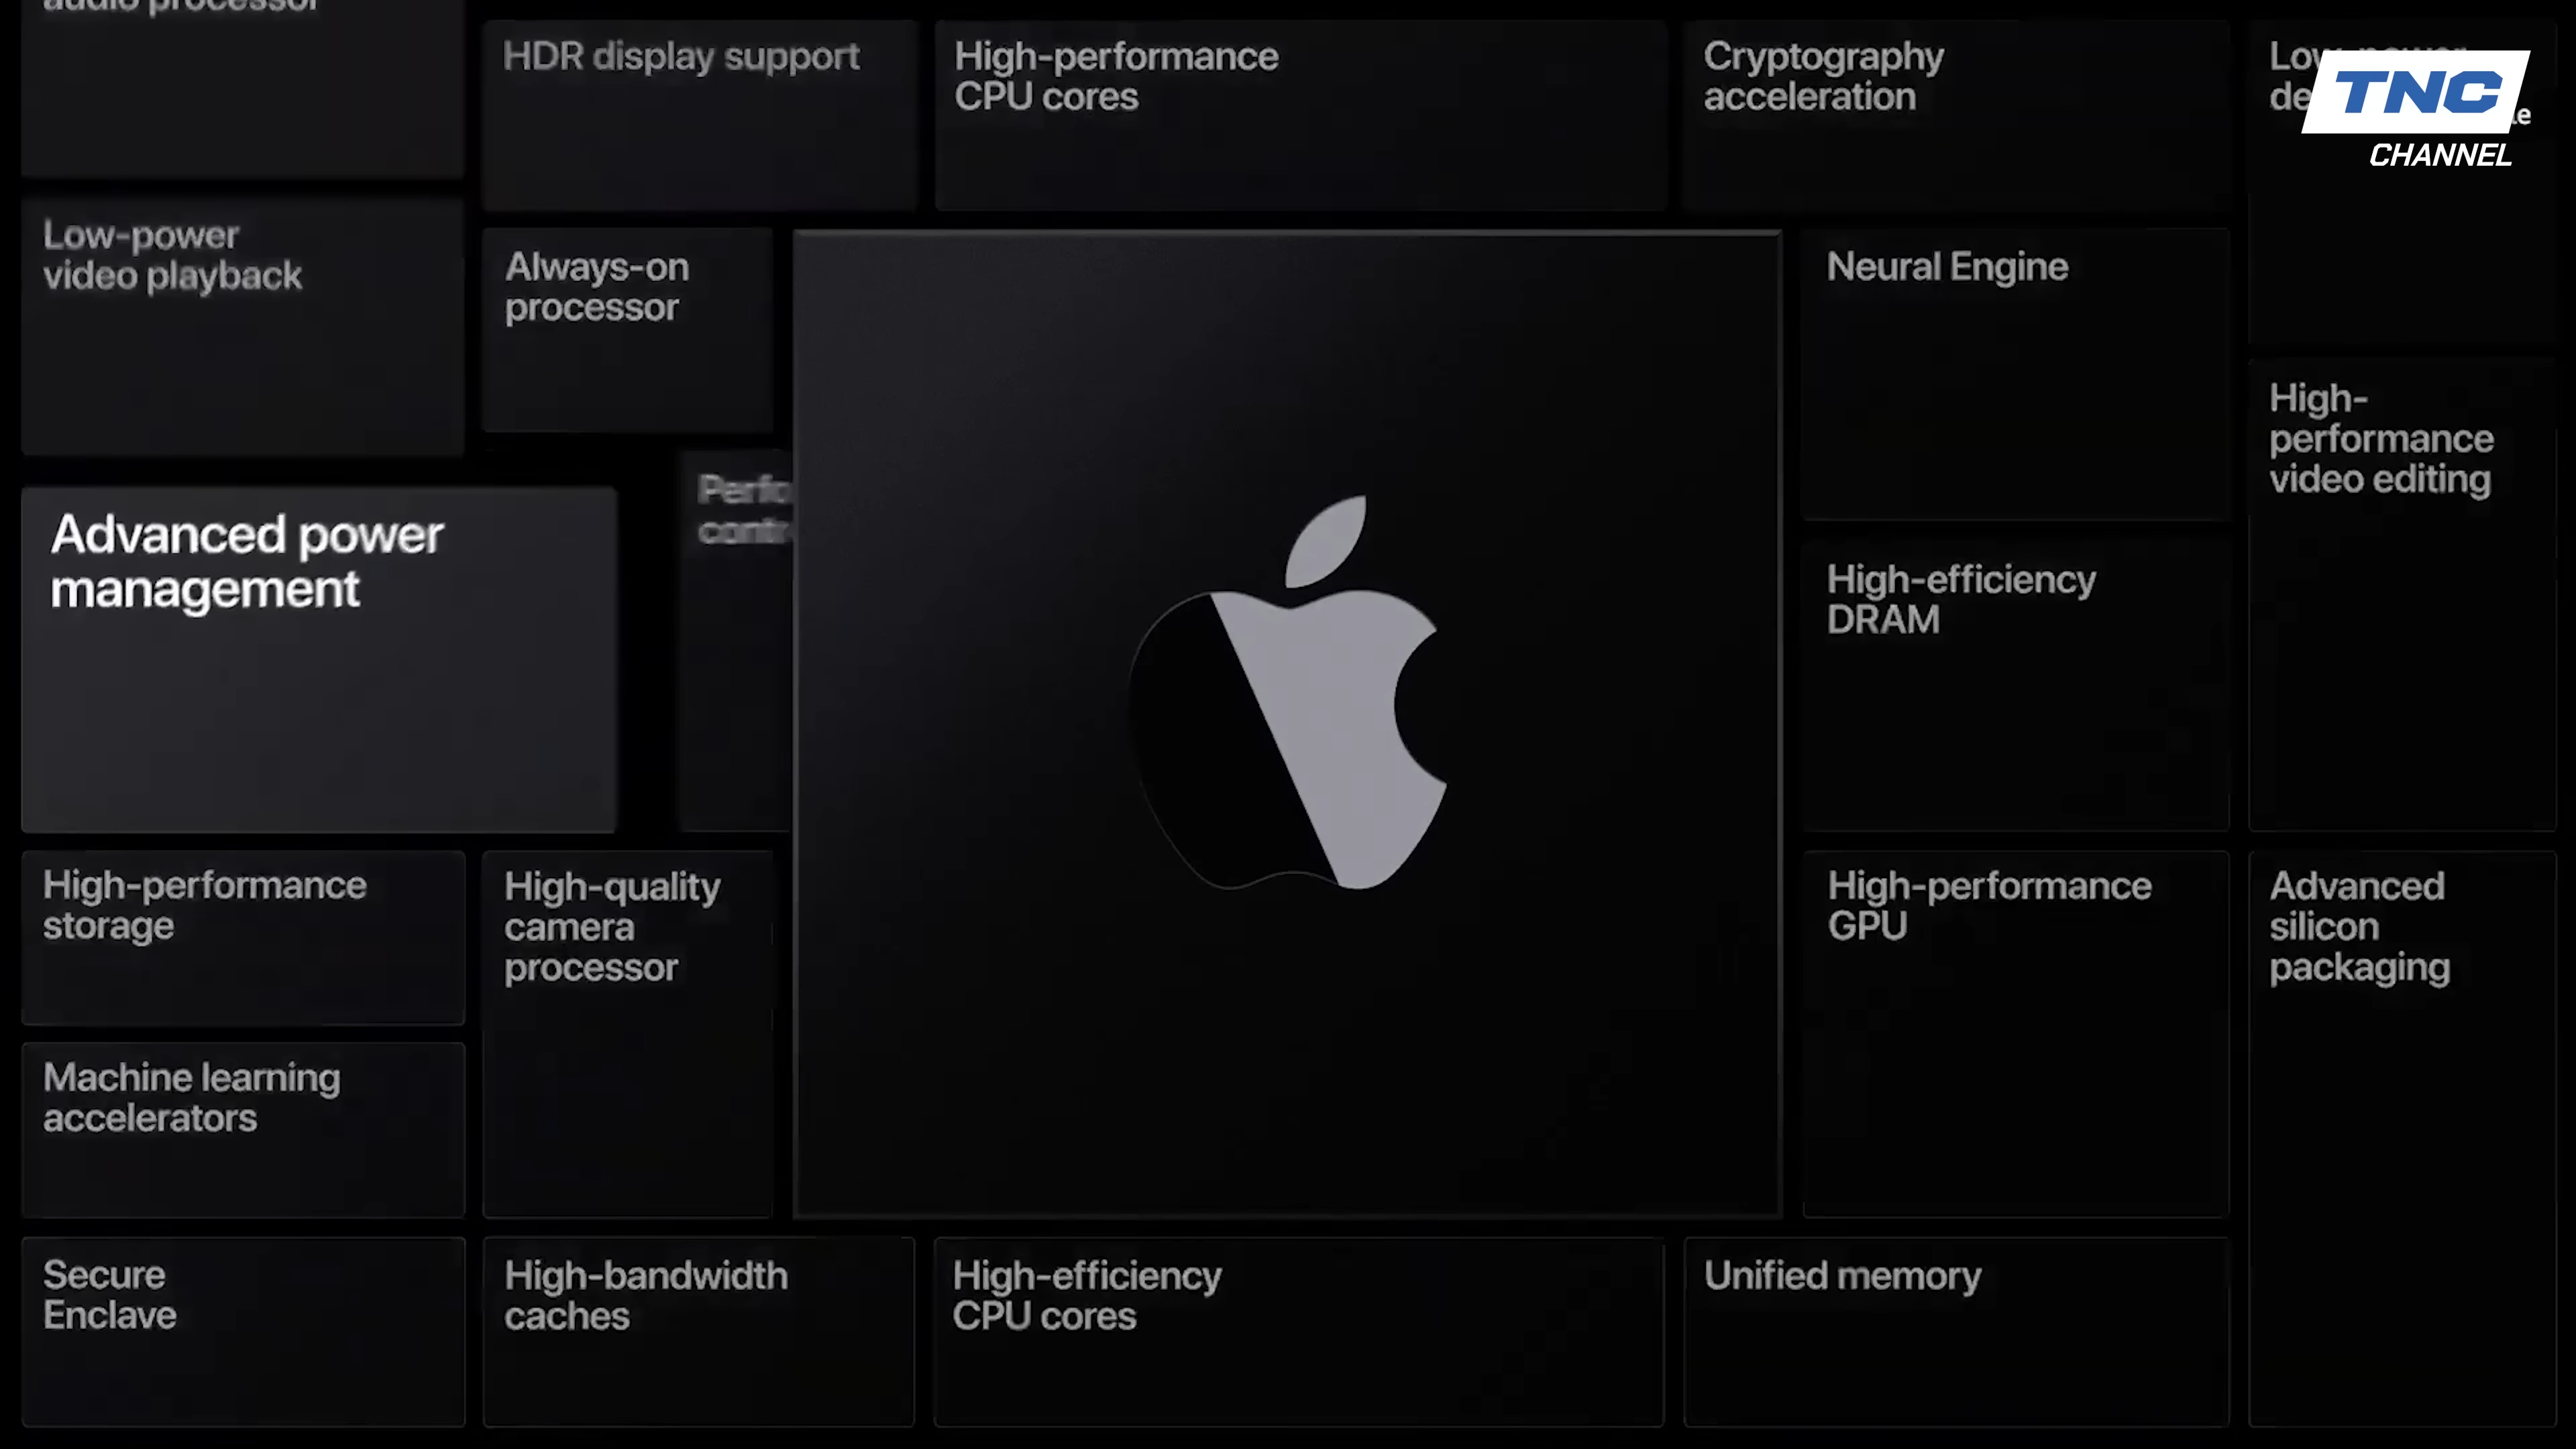 audio processor
HDR display support
High-performance
CPU cores
Cryptography
acceleration
TNC
CHANNEL
Low-power
video playback
Always-on
processor
Neural Engine
High-
performance
video editing
Advanced power
management
High-efficiency
DRAM
High-performance
storage
High-quality
camera
processor
High-performance
GPU
Advanced
silicon
packaging
Machine learning
accelerators
Secure
Enclave
High-bandwidth
caches
High-efficiency
CPU cores
Unified memory